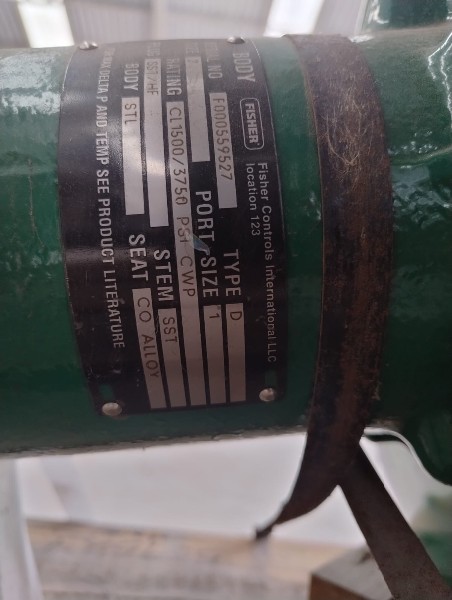 BODY FISHER Fisher Controls International LLC
location 123
NO F000559527 TYPE D
PORT SIZE 1
RATING CL1500/3750 PSI CWP
STEM SST
BODY STL SEAT CO ALLOY
MAX DELTA P AND TEMP SEE PRODUCT LITERATURE